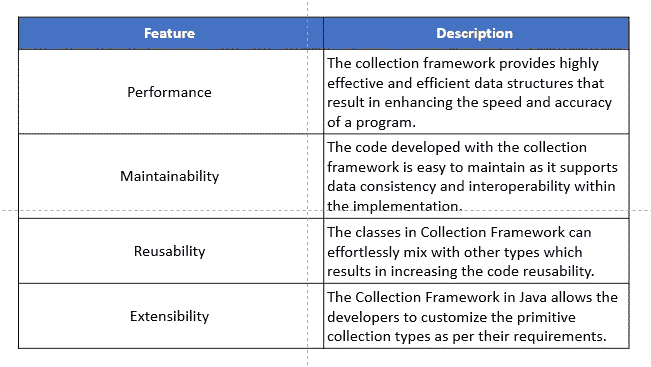 Feature
Description
Performance
The collection framework provides highly
effective and efficient data structures that
result in enhancing the speed and accuracy
of a program.
Maintainability
The code developed with the collection
framework is easy to maintain as it supports
data consistency and interoperability within
the implementation.
Reusability
The classes in Collection Framework can
effortlessly mix with other types which
results in increasing the code reusability.
Extensibility
The Collection Framework in Java allows the
developers to customize the primitive
collection types as per their requirements.